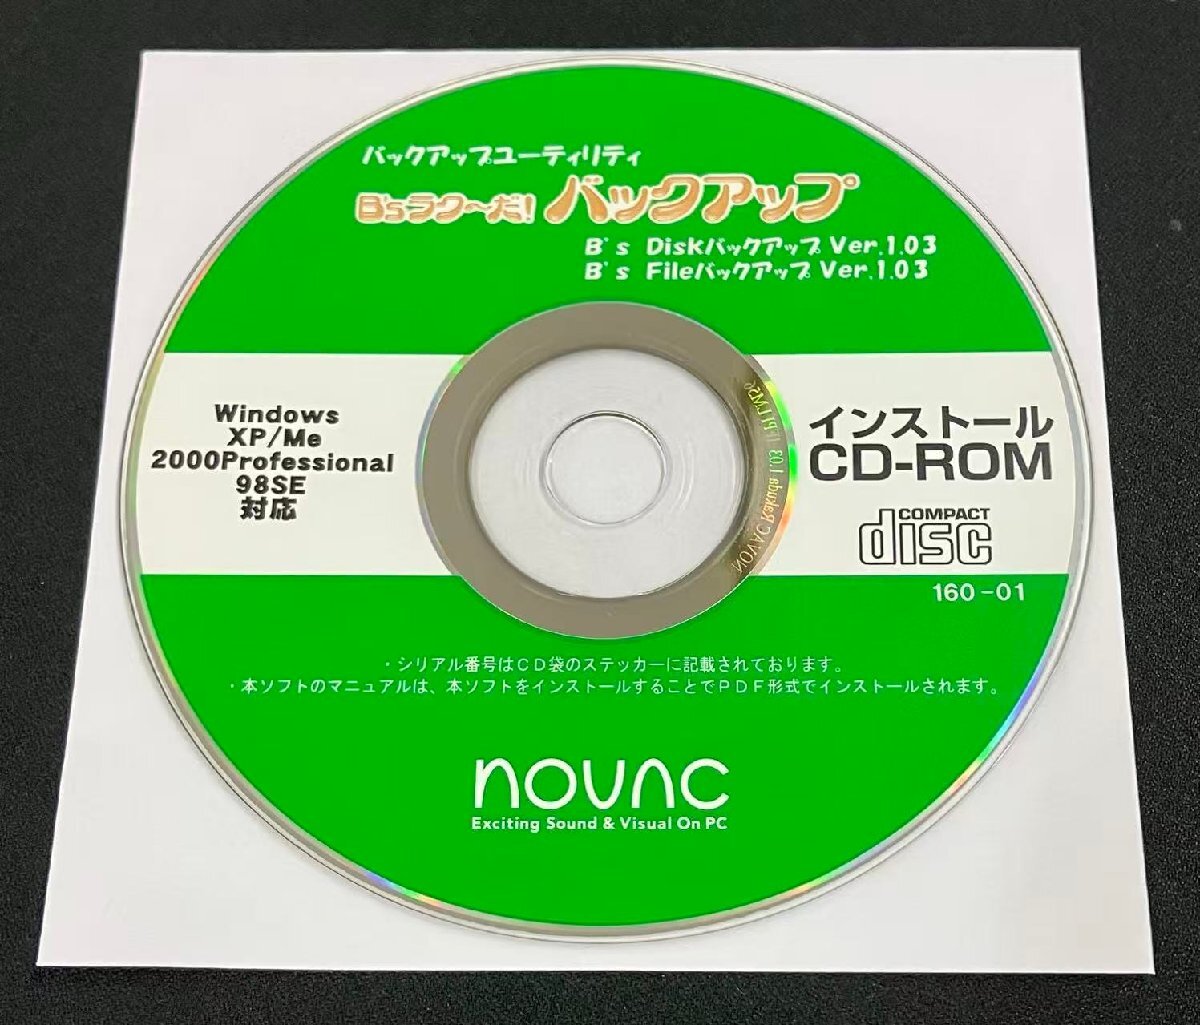 バックアップユーティリティ
B'sラク〜だ! バックアップ
B's Diskバックアップ Ver.1.03
B's Fileバックアップ Ver.1.03
Windows
XP/Me
2000Professional
98SE
対応
インストール
CD-ROM
COMPACT
disc
160-01
・シリアル番号はCD袋のステッカーに記載されております。
・本ソフトのマニュアルは、本ソフトをインストールすることでPDF形式でインストールされます。
novac
Exciting Sound & Visual On PC
NOVAC Rakuda 1.03